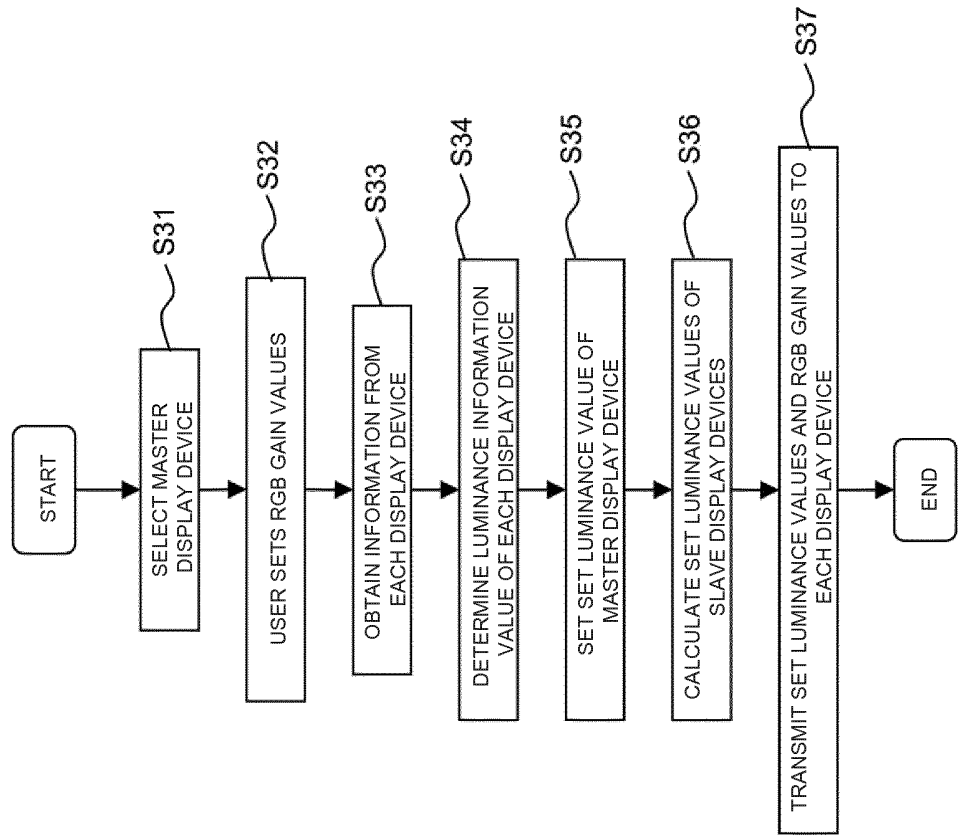 START
SELECT MASTER
DISPLAY DEVICE
S31
USER SETS RGB GAIN VALUES
S32
OBTAIN INFORMATION FROM
EACH DISPLAY DEVICE
S33
DETERMINE LUMINANCE INFORMATION
VALUE OF EACH DISPLAY DEVICE
S34
SET SET LUMINANCE VALUE OF
MASTER DISPLAY DEVICE
S35
CALCULATE SET LUMINANCE VALUES OF
SLAVE DISPLAY DEVICES
S36
TRANSMIT SET LUMINANCE VALUES AND RGB GAIN VALUES TO
EACH DISPLAY DEVICE
S37
END